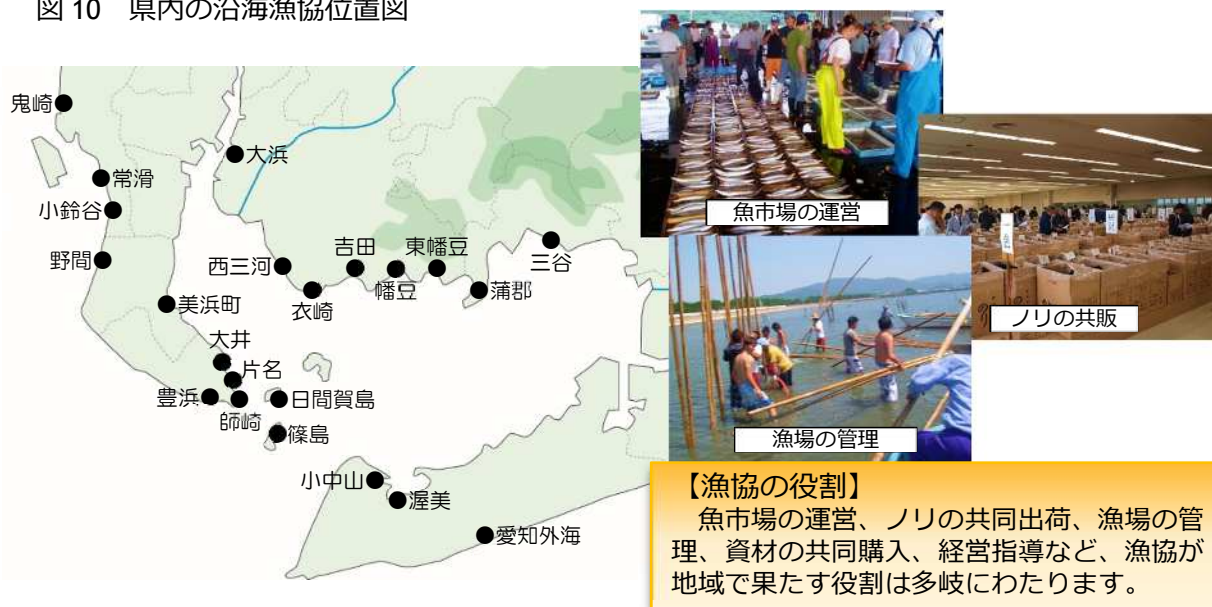 図 10 県内の沿海漁協位置図
鬼崎
大浜
常滑
小鈴谷
野間
西三河
吉田
東幡豆
三谷
衣崎
幡豆
蒲郡
美浜町
大井
片名
豊浜
師崎
日間賀島
篠島
小中山
渥美
愛知外海
魚市場の運営
ノリの共販
漁場の管理
【漁協の役割】
魚市場の運営、ノリの共同出荷、漁場の管
理、資材の共同購入、経営指導など、漁協が
地域で果たす役割は多岐にわたります。